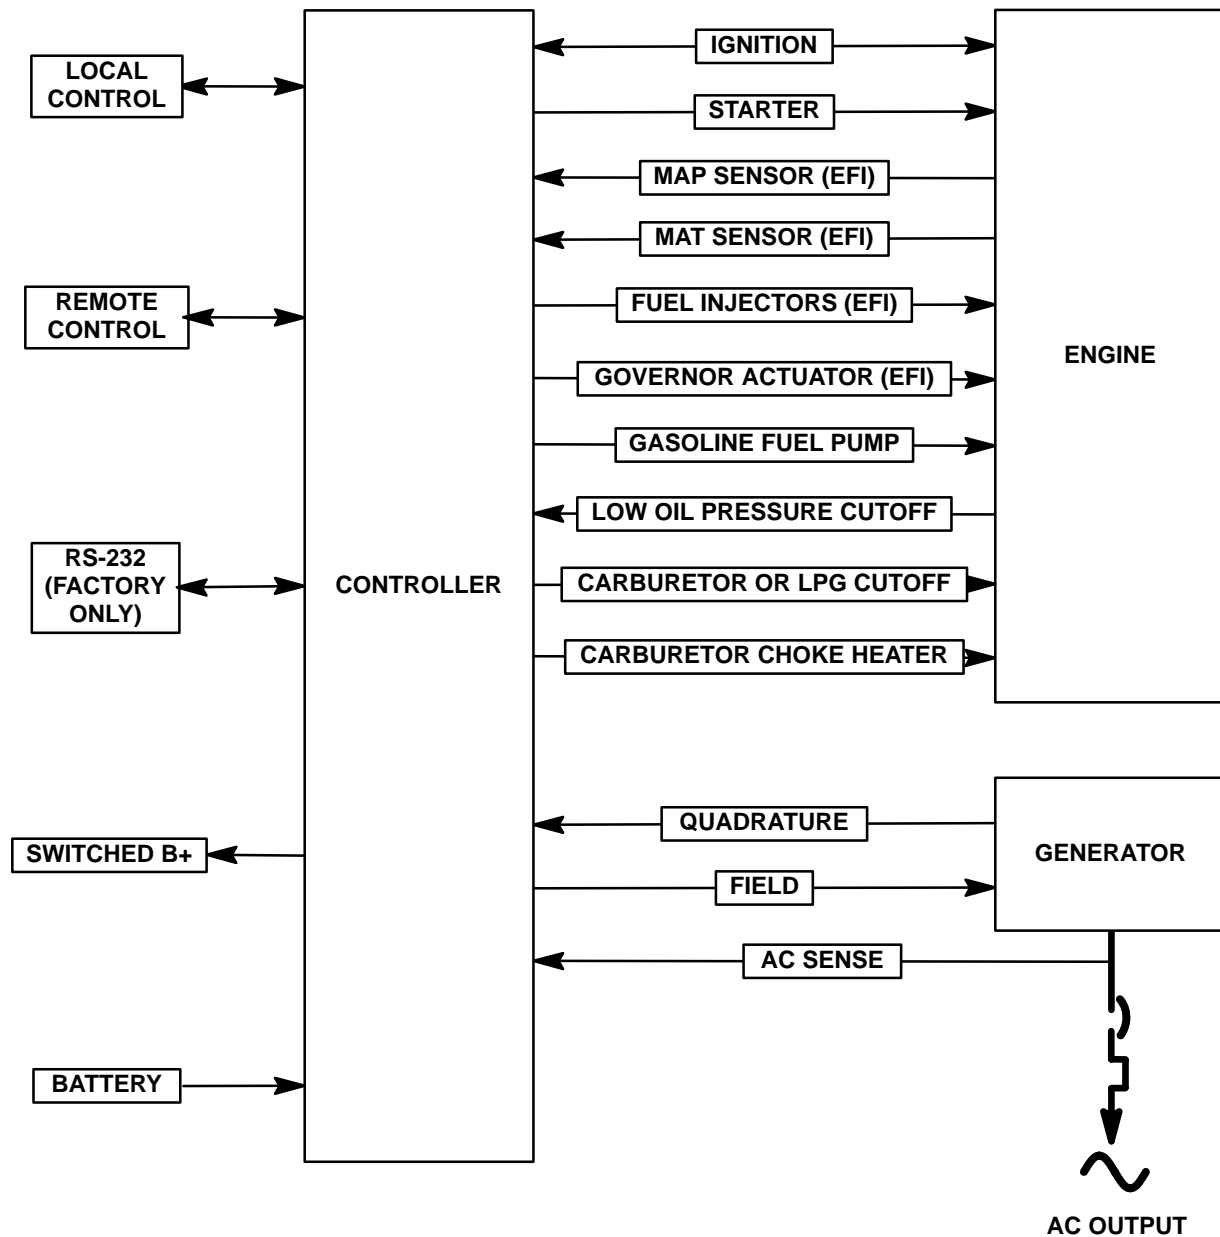 LOCAL
CONTROL
REMOTE
CONTROL
RS-232
(FACTORY
ONLY)
SWITCHED B+
BATTERY
CONTROLLER
IGNITION
STARTER
MAP SENSOR (EFI)
MAT SENSOR (EFI)
FUEL INJECTORS (EFI)
GOVERNOR ACTUATOR (EFI)
GASOLINE FUEL PUMP
LOW OIL PRESSURE CUTOFF
CARBURETOR OR LPG CUTOFF
CARBURETOR CHOKE HEATER
QUADRATURE
FIELD
AC SENSE
ENGINE
GENERATOR
AC OUTPUT